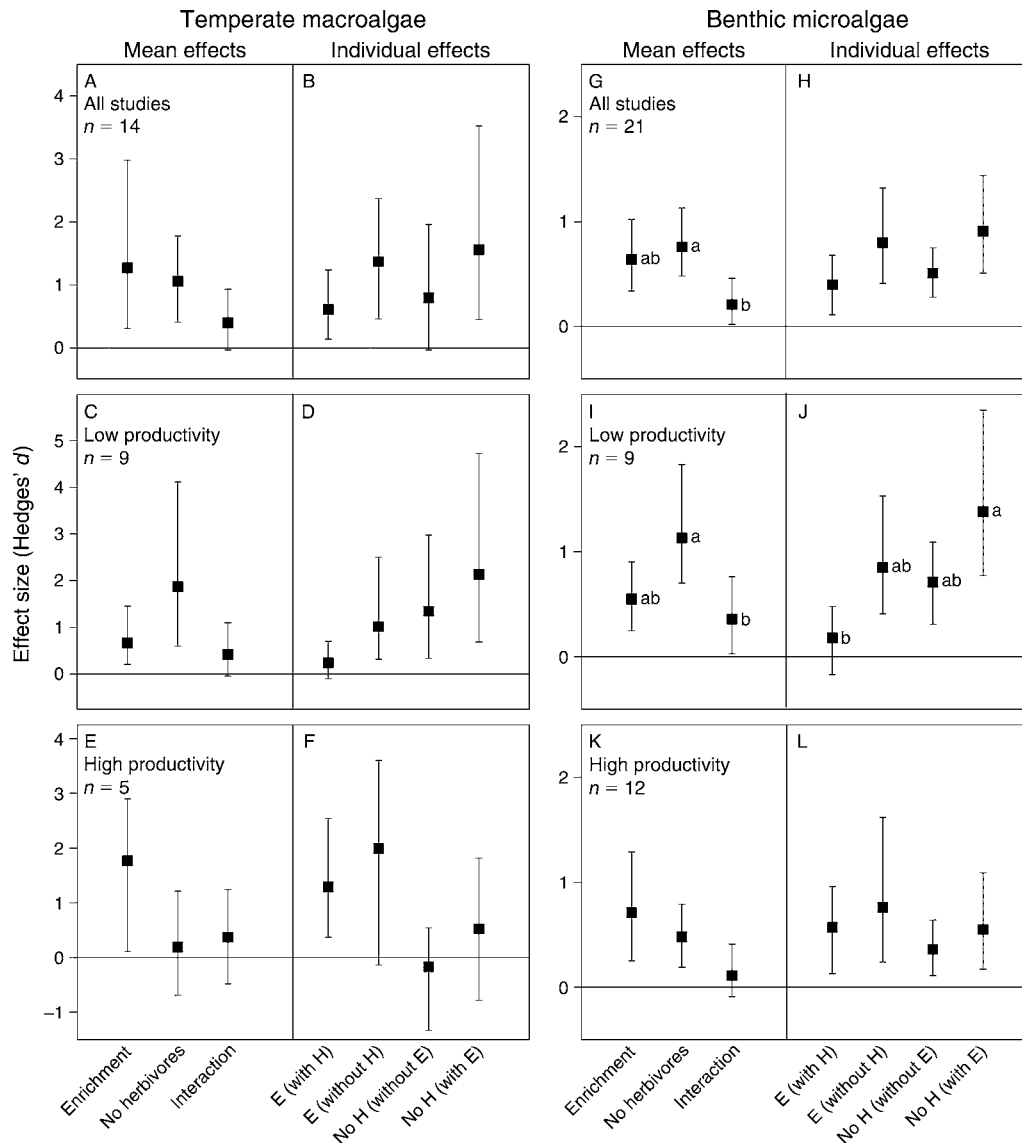 Temperate macroalgae
Benthic microalgae
Mean effects
Individual effects
Mean effects
Individual effects
Effect size (Hedges' d)
A
All studies
n = 14
4
3
2
1
0
B
C
Low productivity
n = 9
5
4
3
2
1
0
D
E
High productivity
n = 5
4
3
2
1
0
−1
F
Enrichment
No herbivores
Interaction
E (with H)
E (without H)
No H (without E)
No H (with E)
G
All studies
n = 21
2
1
0
ab
a
b
H
I
Low productivity
n = 9
2
1
0
ab
a
b
J
b
ab
ab
a
K
High productivity
n = 12
2
1
0
L
Enrichment
No herbivores
Interaction
E (with H)
E (without H)
No H (without E)
No H (with E)